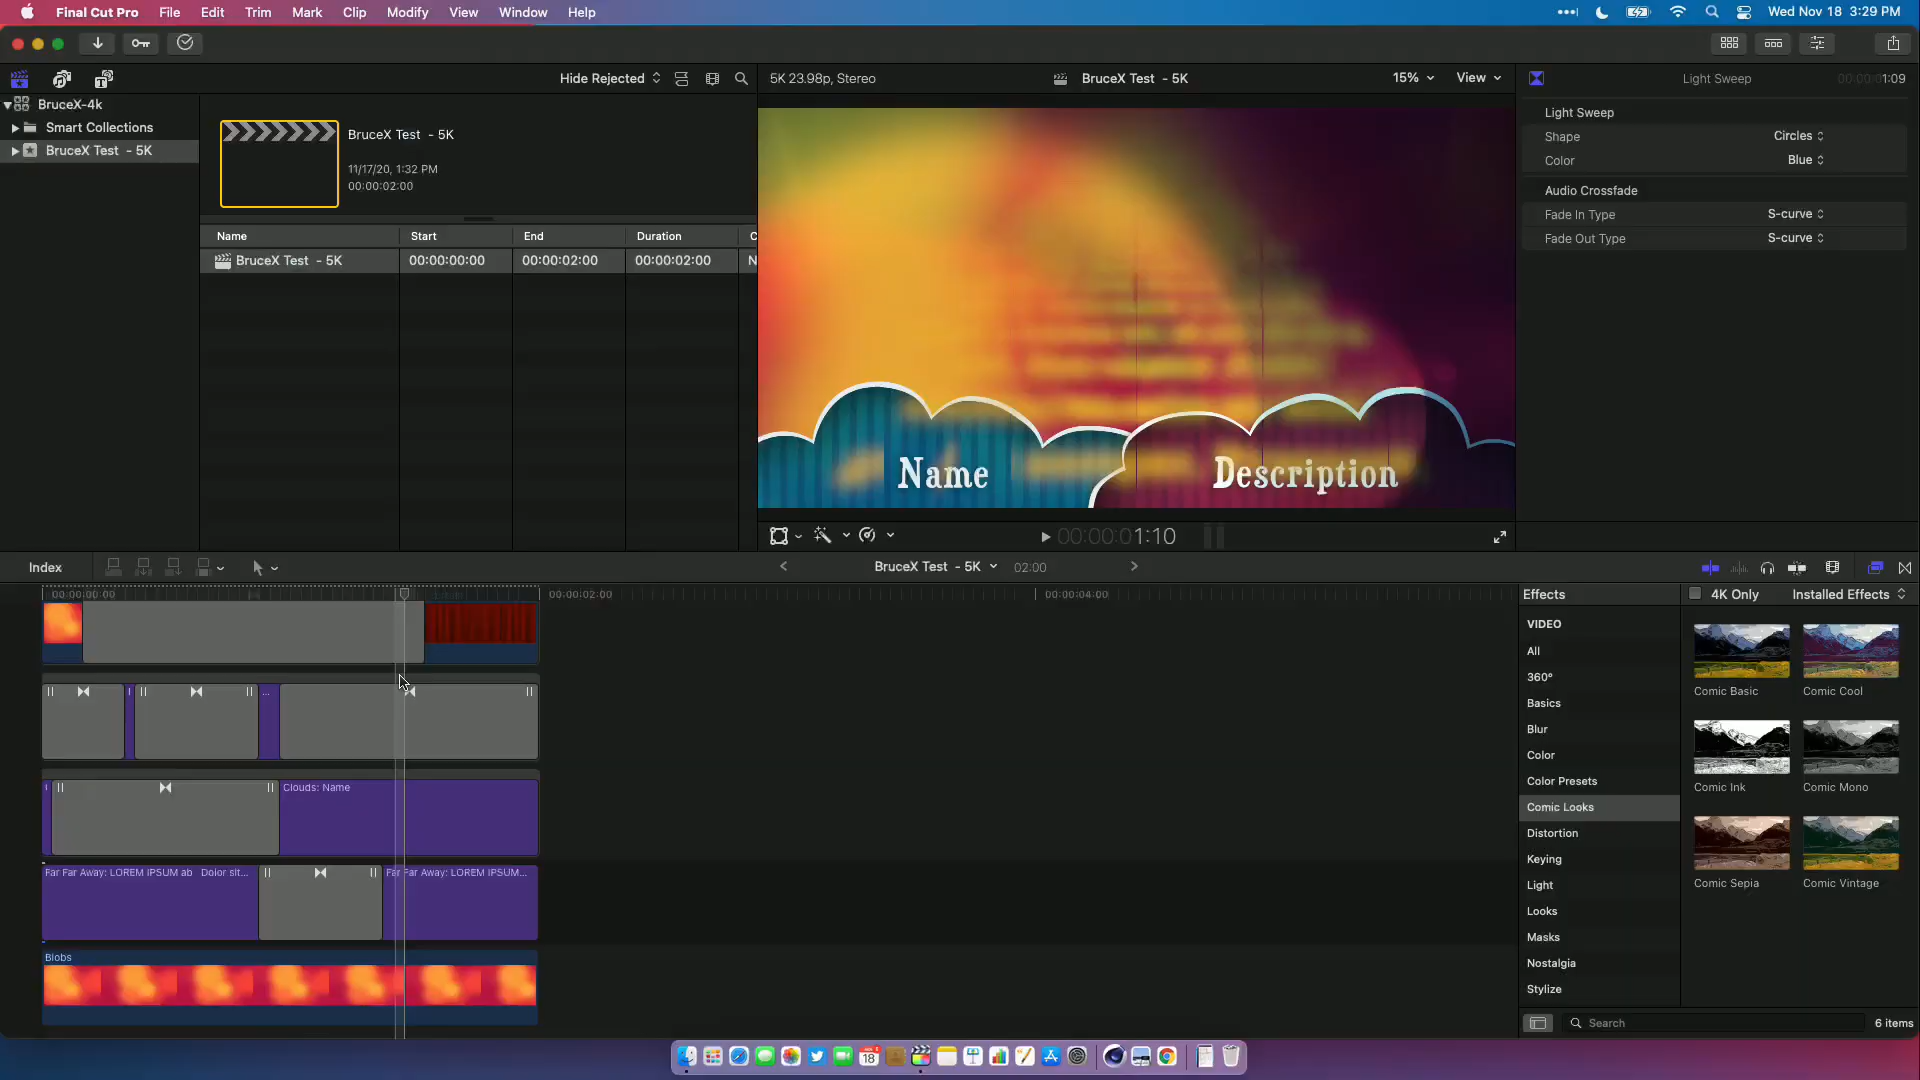 Final Cut Pro File Edit Trim Mark Clip Modify View Window Help Wed Nov 18 3:29 PM
Hide Rejected 5K 23.98p, Stereo BruceX Test - 5K 15% View Light Sweep 1:09
BruceX-4k
Smart Collections
BruceX Test - 5K
BruceX Test - 5K
11/17/20, 1:32 PM
00:00:02:00
Name Start End Duration C
BruceX Test - 5K 00:00:00:00 00:00:02:00 00:00:02:00 N
Name Description
00:00:01:10
Light Sweep
Shape Circles
Color Blue
Audio Crossfade
Fade In Type S-curve
Fade Out Type S-curve
Index BruceX Test - 5K 02:00
00:00:00:00 00:00:02:00 00:00:04:00
...
Clouds: Name
Far Far Away: LOREM IPSUM ab Dolor sit... Far Far Away: LOREM IPSUM...
Blobs
Effects 4K Only Installed Effects
VIDEO
All
360°
Basics
Blur
Color
Color Presets
Comic Looks
Distortion
Keying
Light
Looks
Masks
Nostalgia
Stylize
Comic Basic Comic Cool
Comic Ink Comic Mono
Comic Sepia Comic Vintage
Search 6 items
18